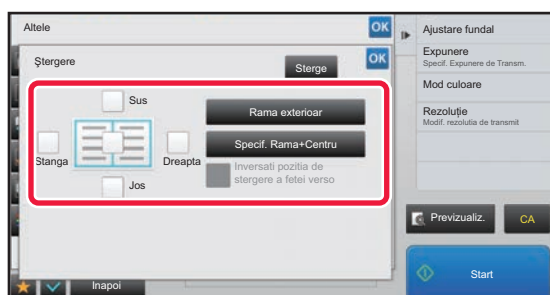 Altele
OK
Ştergere
OK
Sterge
Sus
Stanga
Dreapta
Jos
Rama exterioar
Specif. Rama+Centru
Inversati pozitia de
stergere a fetei verso
Inapoi
Ajustare fundal
Expunere
Specif. Expunere de Transm.
Mod culoare
Rezoluţie
Modif. rezolutia de transmit
Previzualiz.
CA
Start